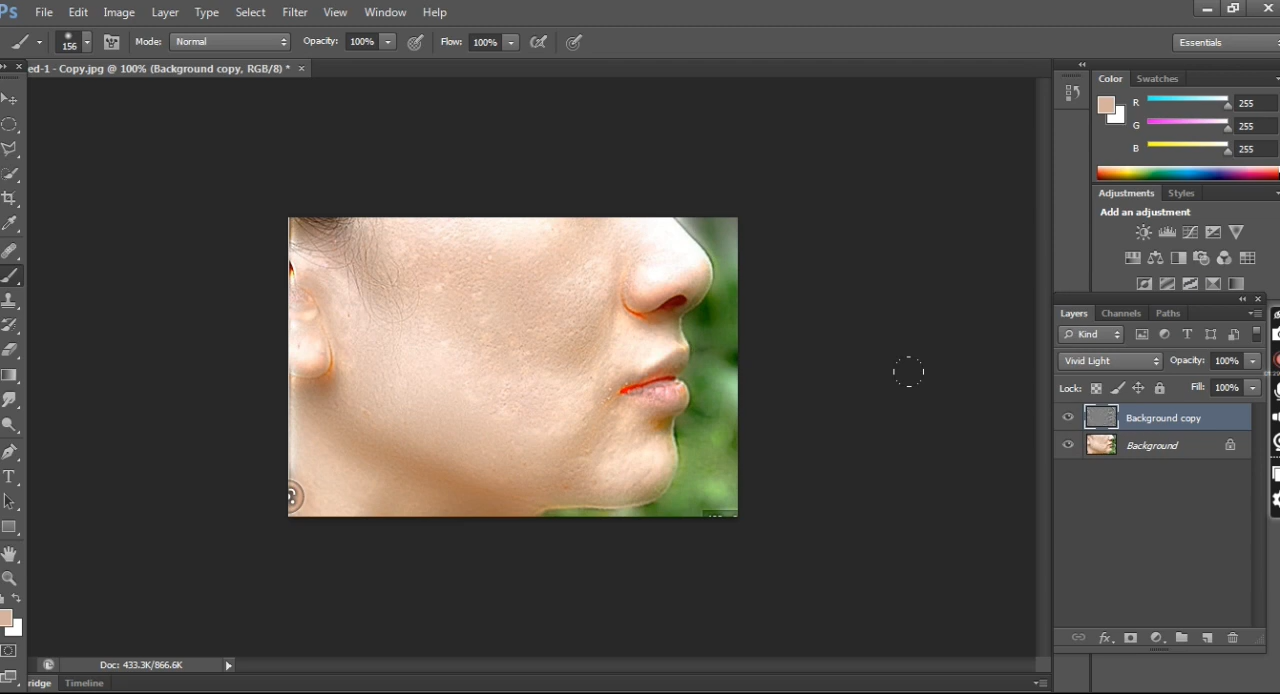 Ps File Edit Image Layer Type Select Filter View Window Help
156 Mode: Normal Opacity: 100% Flow: 100% Essentials
ed-1 - Copy.jpg @ 100% (Background copy, RGB/8) * ×
Color Swatches
R 255
G 255
B 255
Adjustments Styles
Add an adjustment
Layers Channels Paths
Kind
Vivid Light Opacity: 100%
Lock: Fill: 100%
Background copy
Background
Doc: 433.3K/866.6K
ridge Timeline